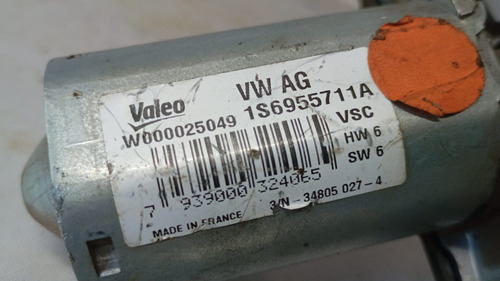 Valeo VW AG
W000025049 1S6955711A
VSC
HW 6
SW 6
7 939000 324065
MADE IN FRANCE 3/N -34805 027-4